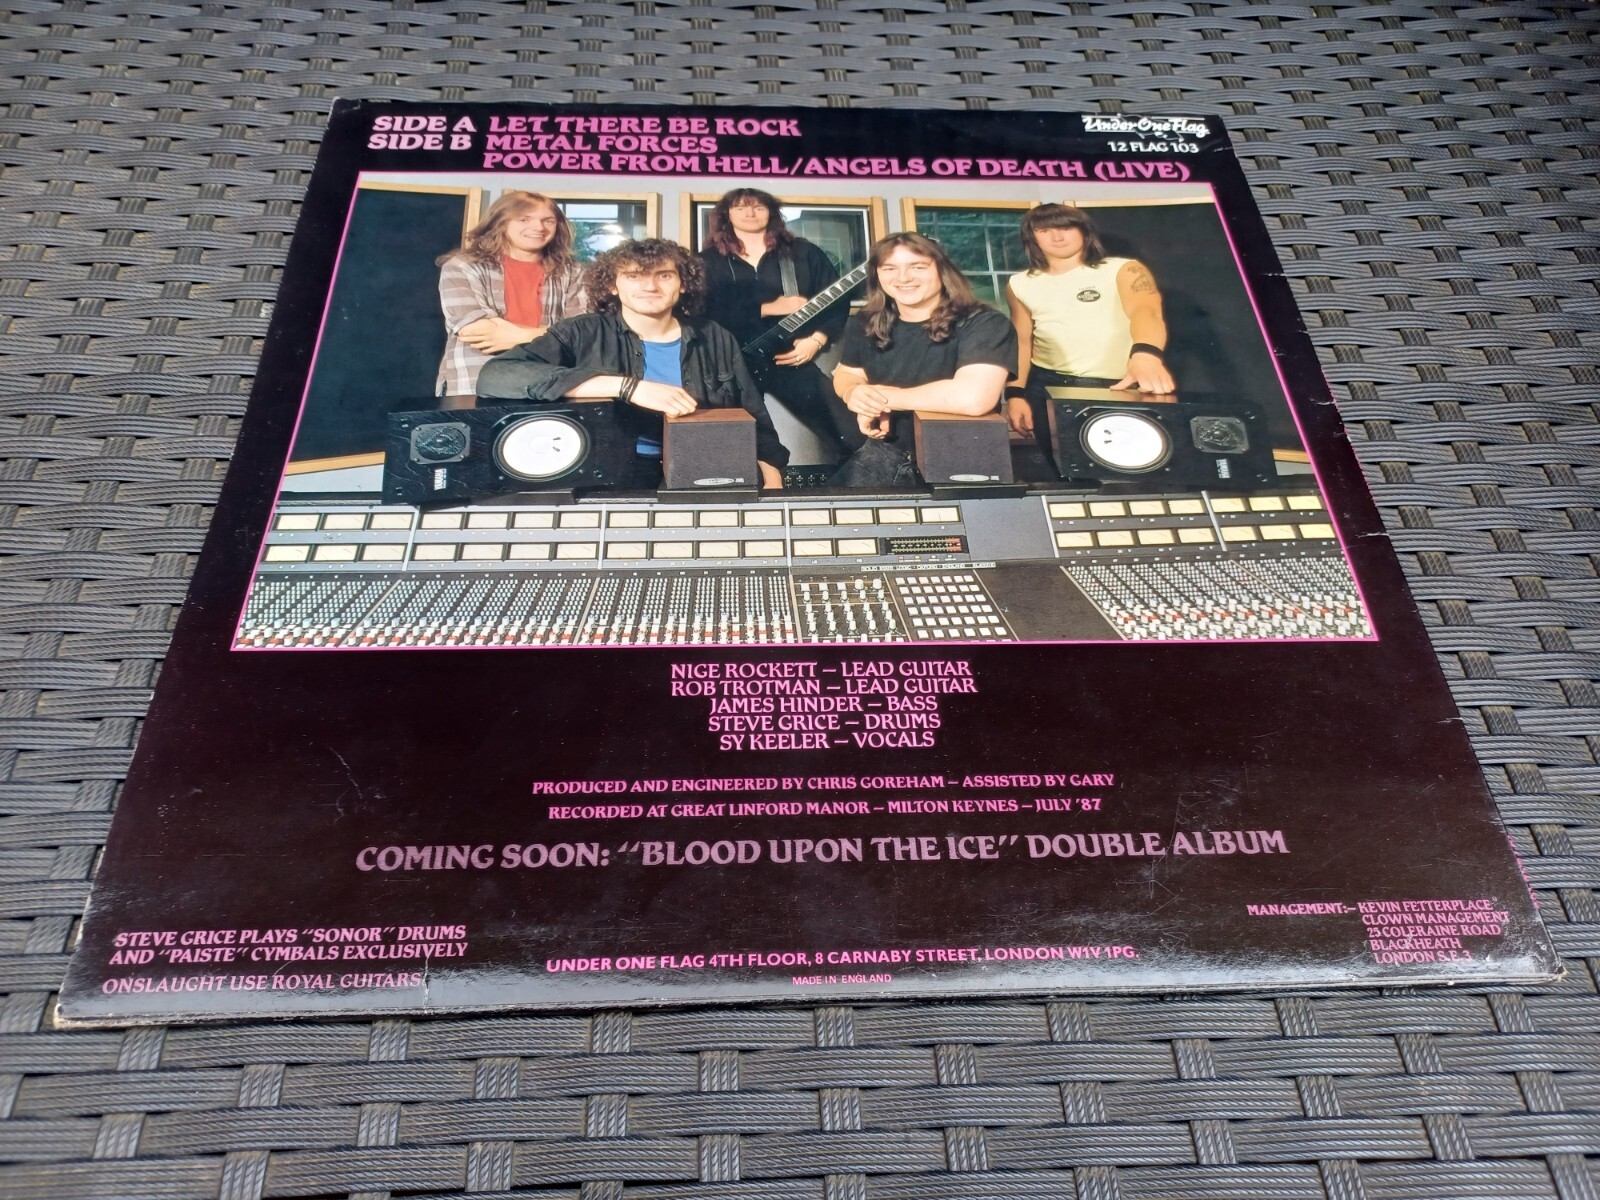 SIDE A LET THERE BE ROCK
SIDE B METAL FORCES
POWER FROM HELL/ANGELS OF DEATH (LIVE)
Under One Flag
12 FLAG 103
NIGE ROCKETT – LEAD GUITAR
ROB TROTMAN – LEAD GUITAR
JAMES HINDER – BASS
STEVE GRICE – DRUMS
SY KEELER – VOCALS
PRODUCED AND ENGINEERED BY CHRIS GOREHAM – ASSISTED BY GARY
RECORDED AT GREAT LINFORD MANOR – MILTON KEYNES – JULY '87
COMING SOON: "BLOOD UPON THE ICE" DOUBLE ALBUM
STEVE GRICE PLAYS "SONOR" DRUMS
AND "PAISTE" CYMBALS EXCLUSIVELY
ONSLAUGHT USE ROYAL GUITARS
UNDER ONE FLAG 4TH FLOOR, 8 CARNABY STREET, LONDON W1V 1PG.
MADE IN ENGLAND
MANAGEMENT:– KEVIN FETTERPLACE
CLOWN MANAGEMENT
25 COLERAINE ROAD
BLACKHEATH
LONDON S.E.3